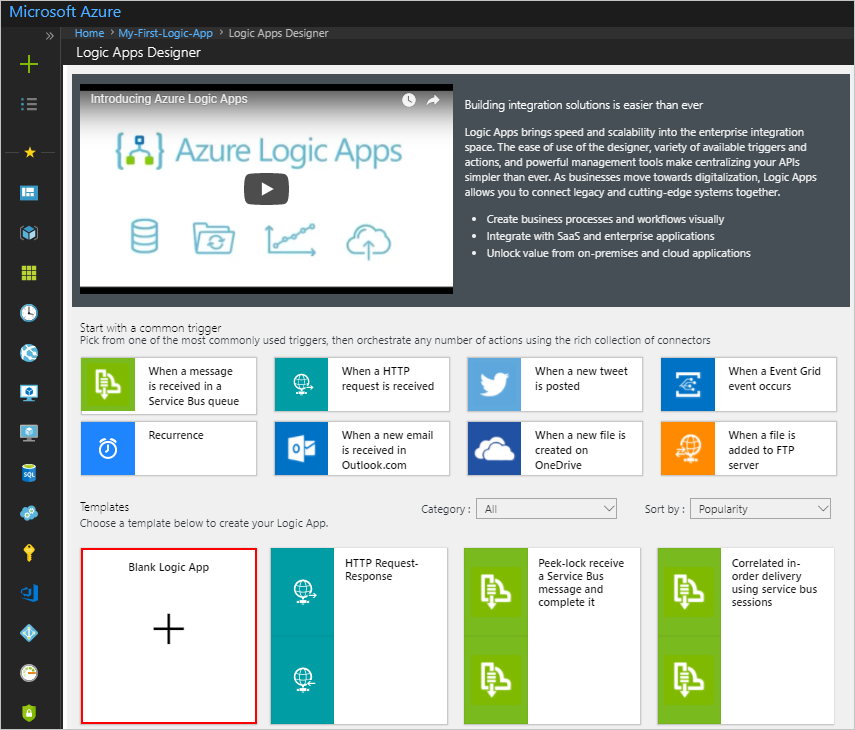 Microsoft Azure
Home > My-First-Logic-App > Logic Apps Designer
Logic Apps Designer
Introducing Azure Logic Apps
Azure Logic Apps
Building integration solutions is easier than ever
Logic Apps brings speed and scalability into the enterprise integration
space. The ease of use of the designer, variety of available triggers and
actions, and powerful management tools make centralizing your APIs
simpler than ever. As businesses move towards digitalization, Logic Apps
allows you to connect legacy and cutting-edge systems together.
• Create business processes and workflows visually
• Integrate with SaaS and enterprise applications
• Unlock value from on-premises and cloud applications
Start with a common trigger
Pick from one of the most commonly used triggers, then orchestrate any number of actions using the rich collection of connectors
When a message
is received in a
Service Bus queue
When a HTTP
request is received
When a new tweet
is posted
When a Event Grid
event occurs
Recurrence
When a new email
is received in
Outlook.com
When a new file is
created on
OneDrive
When a file is
added to FTP
server
SQL
Templates
Choose a template below to create your Logic App.
Category : All
Sort by : Popularity
Blank Logic App
HTTP Request-
Response
Peek-lock receive
a Service Bus
message and
complete it
Correlated in-
order delivery
using service bus
sessions